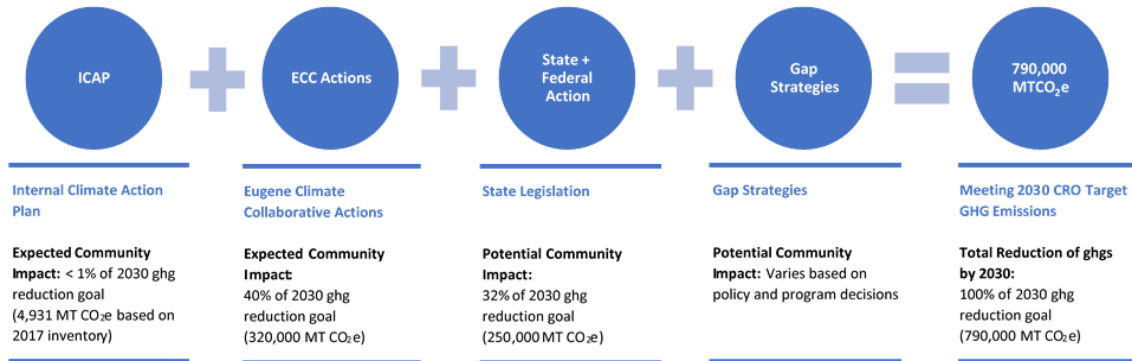 ICAP
ECC Actions
State +
Federal
Action
Gap
Strategies
790,000
MTCO₂e
Internal Climate Action
Plan
Expected Community
Impact: < 1% of 2030 ghg
reduction goal
(4,931 MT CO₂e based on
2017 inventory)
Eugene Climate
Collaborative Actions
Expected Community
Impact:
40% of 2030 ghg
reduction goal
(320,000 MT CO₂e)
State Legislation
Potential Community
Impact:
32% of 2030 ghg
reduction goal
(250,000 MT CO₂e)
Gap Strategies
Potential Community
Impact: Varies based on
policy and program decisions
Meeting 2030 CRO Target
GHG Emissions
Total Reduction of ghgs
by 2030:
100% of 2030 ghg
reduction goal
(790,000 MT CO₂e)